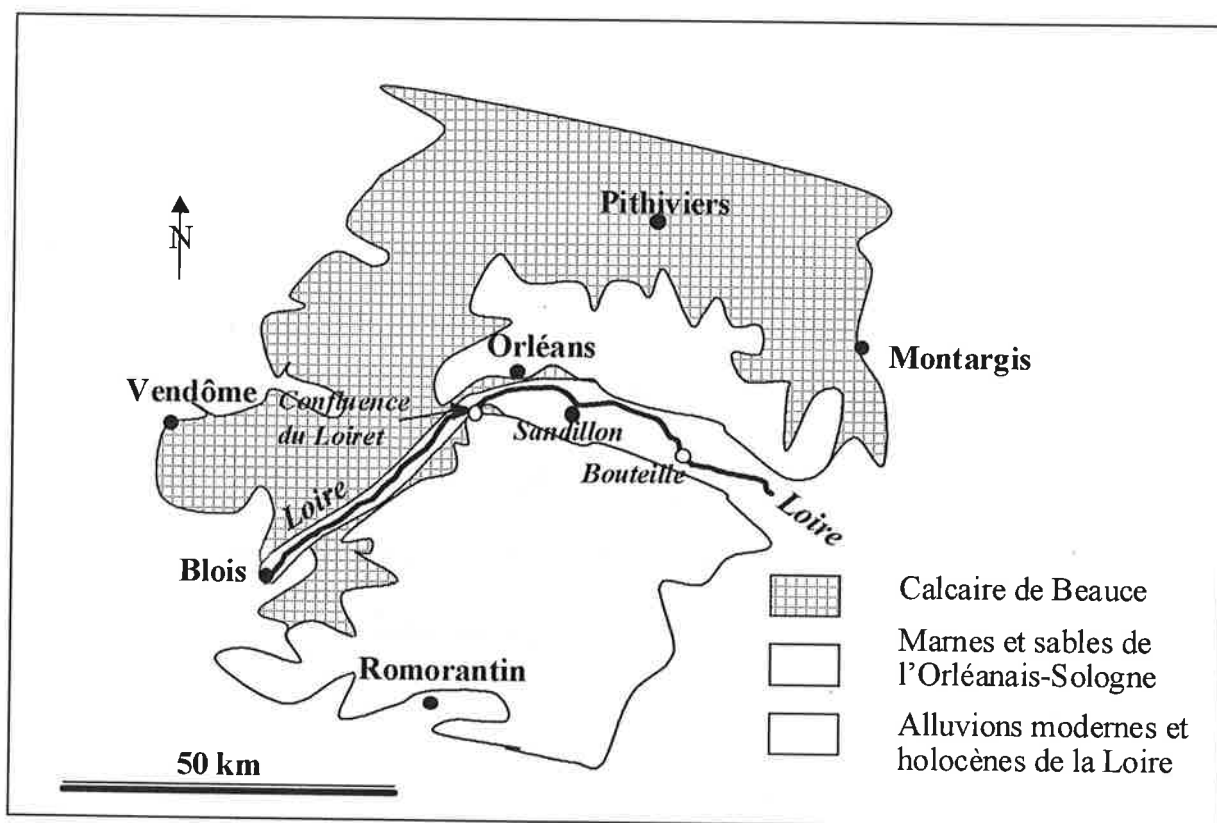 N
Pithiviers
Orléans
Montargis
Vendôme
Confluence
du Loiret
Sandillon
Bouteille
Loire
Loire
Blois
Calcaire de Beauce
Marnes et sables de
l'Orléanais-Sologne
Romorantin
Alluvions modernes et
holocènes de la Loire
50 km